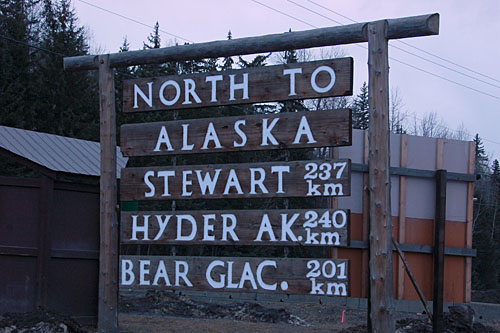 NORTH TO
ALASKA
STEWART 237 km
HYDER AK. 240 km
BEAR GLAC. 201 km